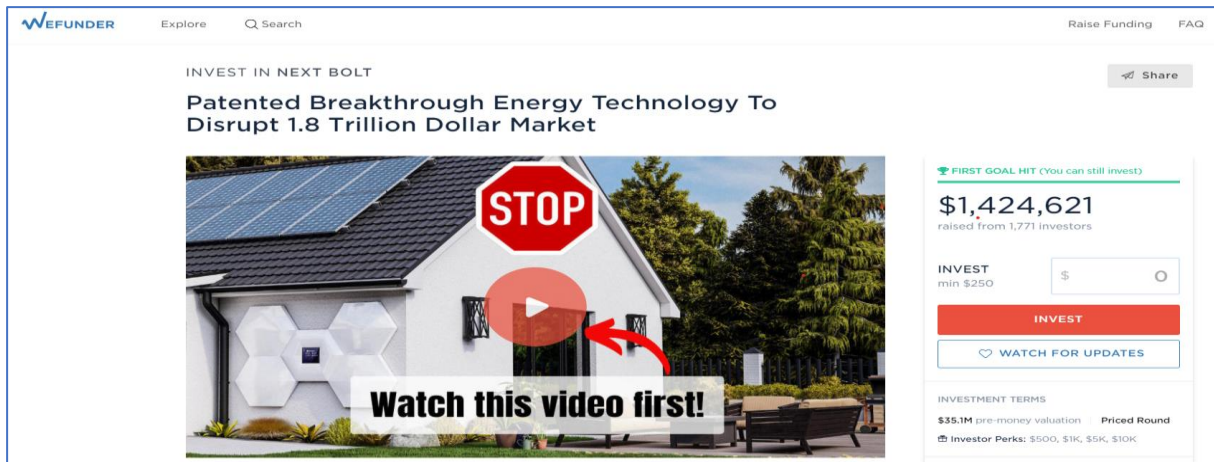 WEFUNDER Explore Search Raise Funding FAQ
INVEST IN NEXT BOLT
Share
Patented Breakthrough Energy Technology To
Disrupt 1.8 Trillion Dollar Market
STOP
Watch this video first!
FIRST GOAL HIT (You can still invest)
$1,424,621
raised from 1,771 investors
INVEST
min $250
$ 0
INVEST
WATCH FOR UPDATES
INVESTMENT TERMS
$35.1M pre-money valuation Priced Round
Investor Perks: $500, $1K, $5K, $10K